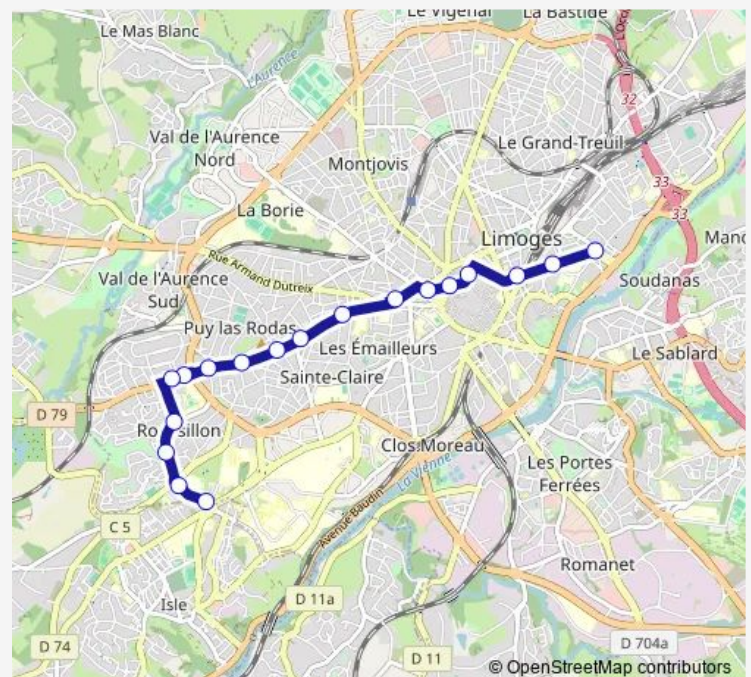 Le Vigenal
La Bastide
Le Mas Blanc
L'Aurence
32
Val de l'Aurence
Nord
Montjovis
Le Grand-Treuil
33
33
La Borie
Limoges
Rue Armand Dutreix
Soudanas
Val de l'Aurence
Sud
Puy las Rodas
Les Émailleurs
Le Sablard
Sainte-Claire
D 79
Clos Moreau
La Vienne
Les Portes
Ferrées
C 5
Avenue Baudin
Romanet
Isle
D 11a
D 74
D 11
D 704a
© OpenStreetMap contributors